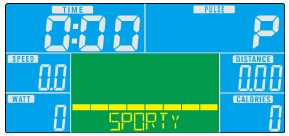 TIME PULSE
0:00 P
SPEED DISTANCE
0.0 0.00
WATT CALORIES
0 0
SPORTY